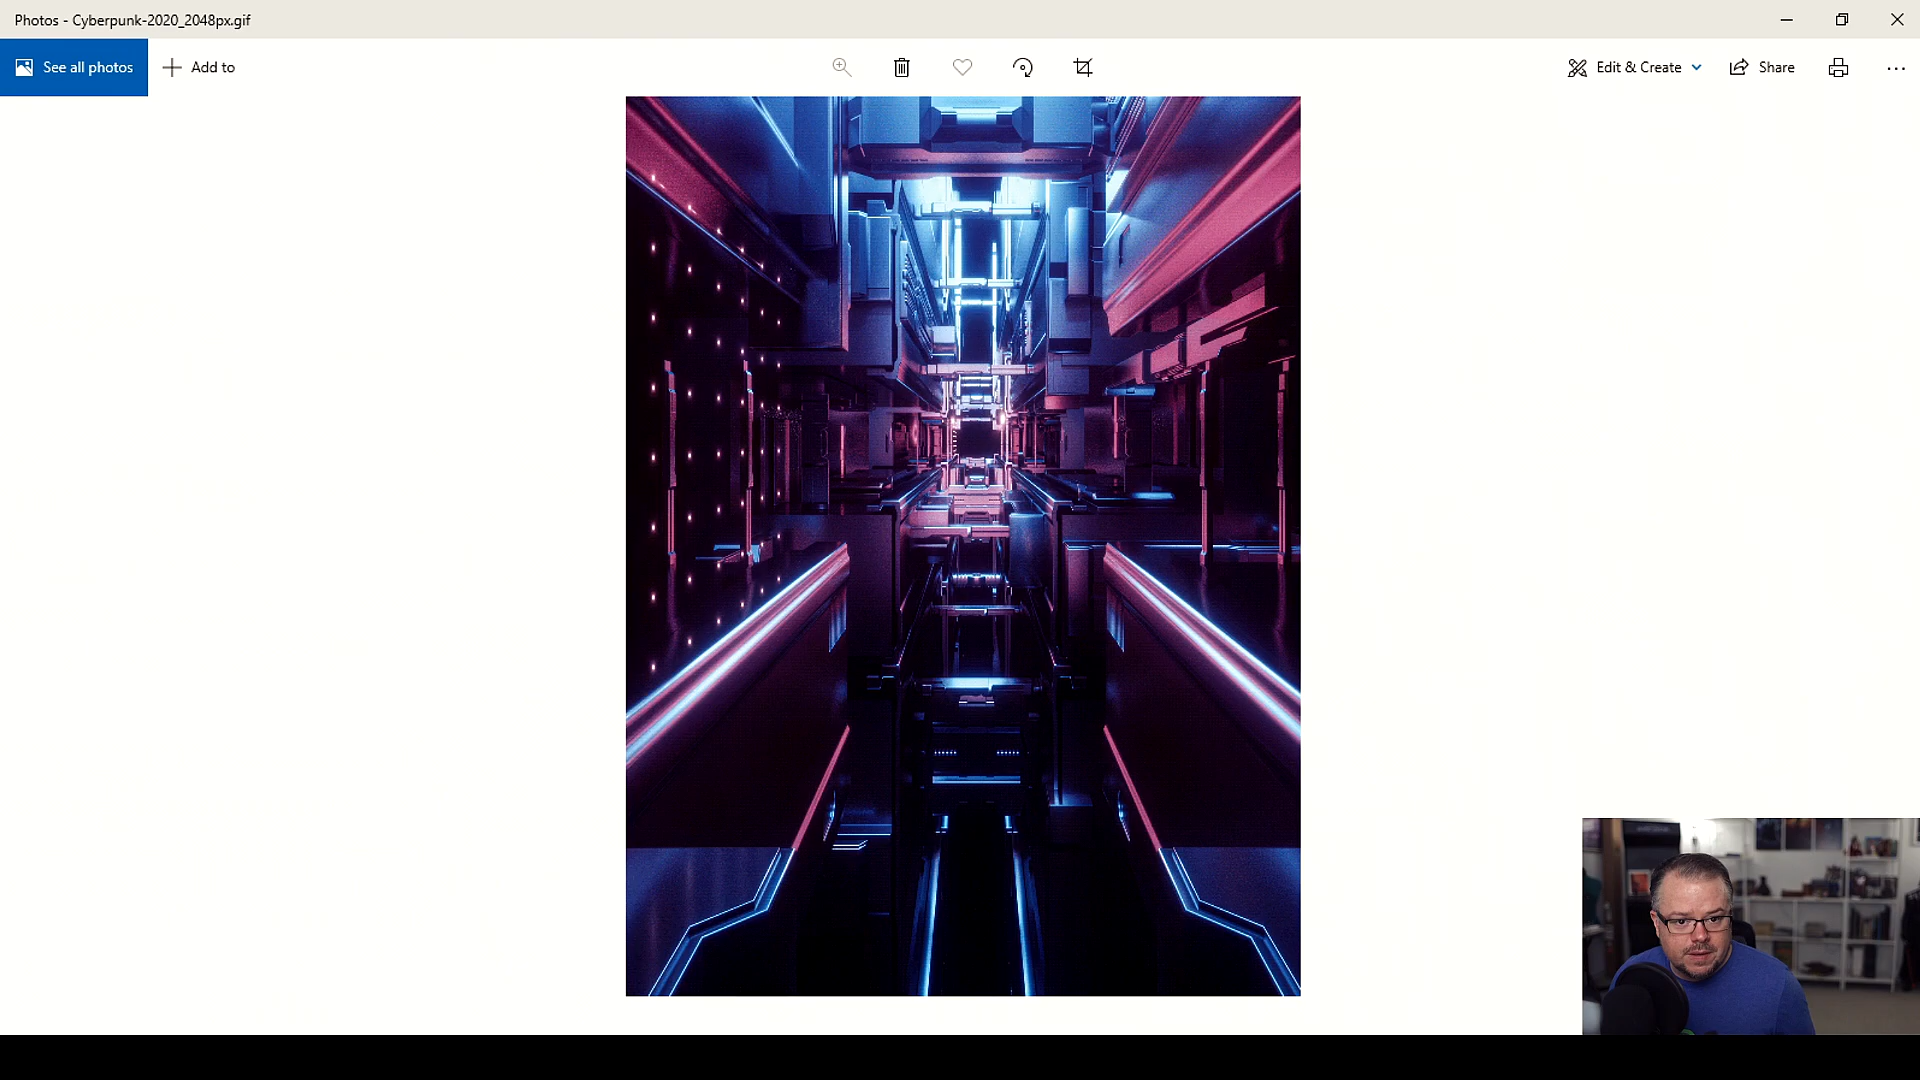 Photos - Cyberpunk-2020_2048px.gif
See all photos
Add to
Edit & Create
Share